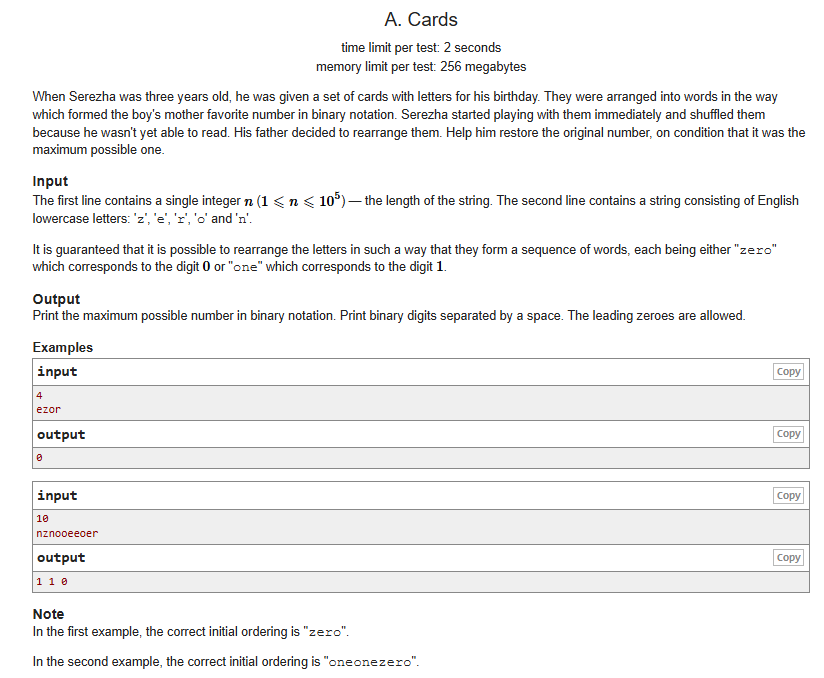 A. Cards
time limit per test: 2 seconds
memory limit per test: 256 megabytes
When Serezha was three years old, he was given a set of cards with letters for his birthday. They were arranged into words in the way
which formed the boy's mother favorite number in binary notation. Serezha started playing with them immediately and shuffled them
because he wasn't yet able to read. His father decided to rearrange them. Help him restore the original number, on condition that it was the
maximum possible one.
Input
The first line contains a single integer n (1 ⩽ n ⩽ 10⁵) — the length of the string. The second line contains a string consisting of English
lowercase letters: 'z', 'e', 'r', 'o' and 'n'.
It is guaranteed that it is possible to rearrange the letters in such a way that they form a sequence of words, each being either "zero"
which corresponds to the digit 0 or "one" which corresponds to the digit 1.
Output
Print the maximum possible number in binary notation. Print binary digits separated by a space. The leading zeroes are allowed.
Examples
input Copy
4
ezor
output Copy
0
input Copy
10
nznooeeoer
output Copy
1 1 0
Note
In the first example, the correct initial ordering is "zero".
In the second example, the correct initial ordering is "oneonezero".